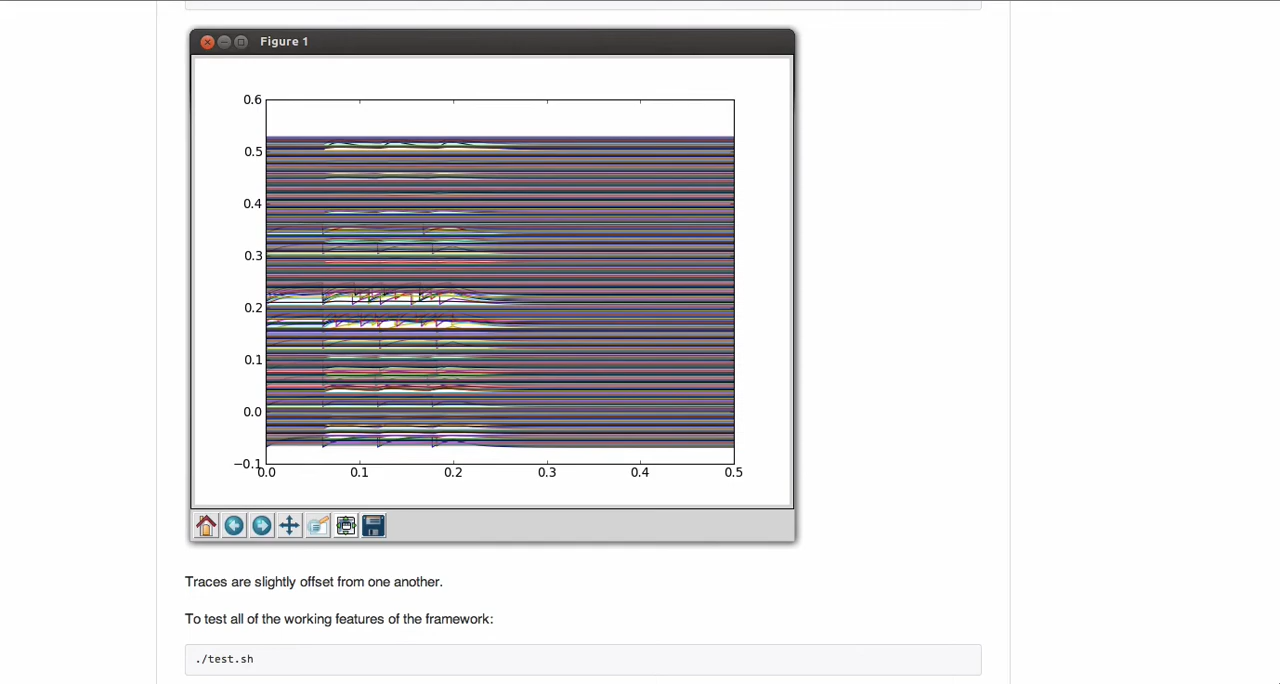 Figure 1
0.6
0.5
0.4
0.3
0.2
0.1
0.0
−0.1
0.0 0.1 0.2 0.3 0.4 0.5
Traces are slightly offset from one another.
To test all of the working features of the framework:
./test.sh